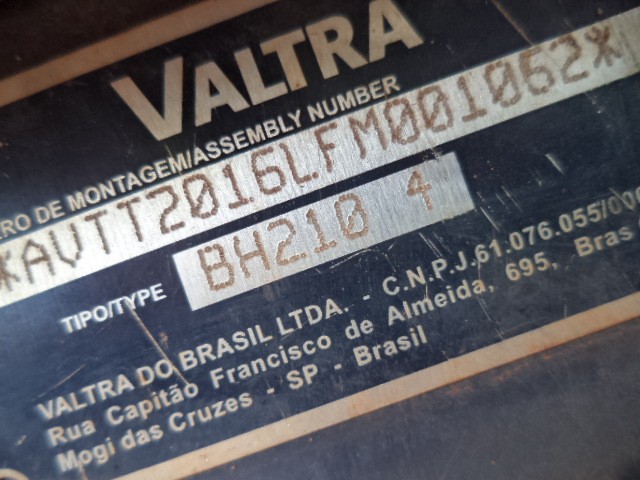 VALTRA
RO DE MONTAGEM/ASSEMBLY NUMBER
*AVTT2016LFM001062*
TIPO/TYPE BH210 4
VALTRA DO BRASIL LTDA. - C.N.P.J.61.076.055/000
Rua Capitão Francisco de Almeida, 695, Bras
Mogi das Cruzes - SP - Brasil